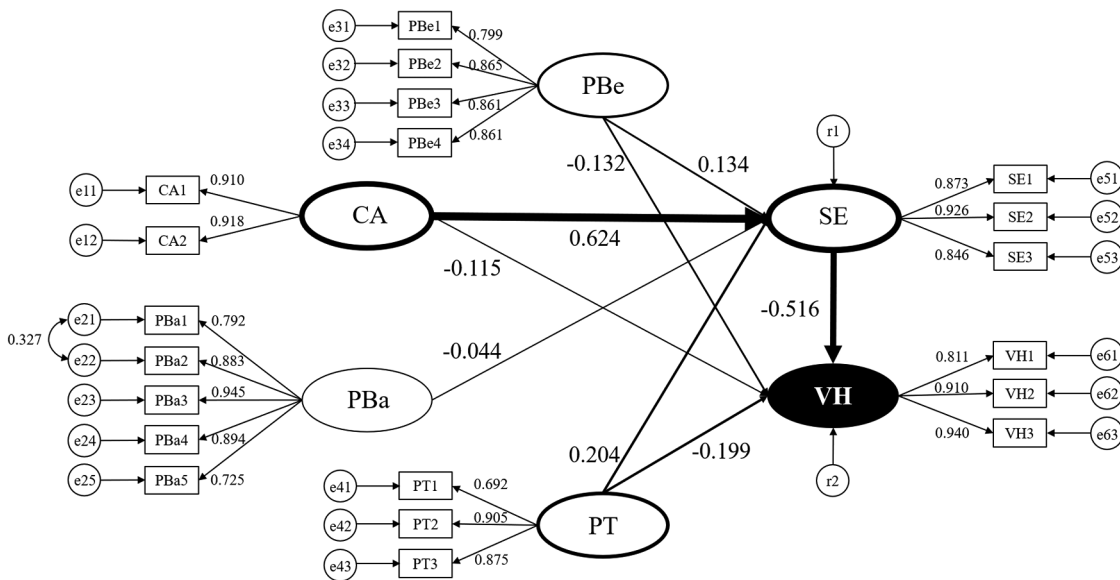 e31 PBe1 0.799
e32 PBe2 0.865
e33 PBe3 0.861
e34 PBe4 0.861
PBe
-0.132 0.134
r1
e11 CA1 0.910
e12 CA2 0.918
CA
0.624
-0.115
SE
0.873 SE1 e51
0.926 SE2 e52
0.846 SE3 e53
-0.516
0.327
e21 PBa1 0.792
e22 PBa2 0.883
e23 PBa3 0.945
e24 PBa4 0.894
e25 PBa5 0.725
PBa
-0.044
VH
0.811 VH1 e61
0.910 VH2 e62
0.940 VH3 e63
0.204 -0.199
r2
e41 PT1 0.692
e42 PT2 0.905
e43 PT3 0.875
PT